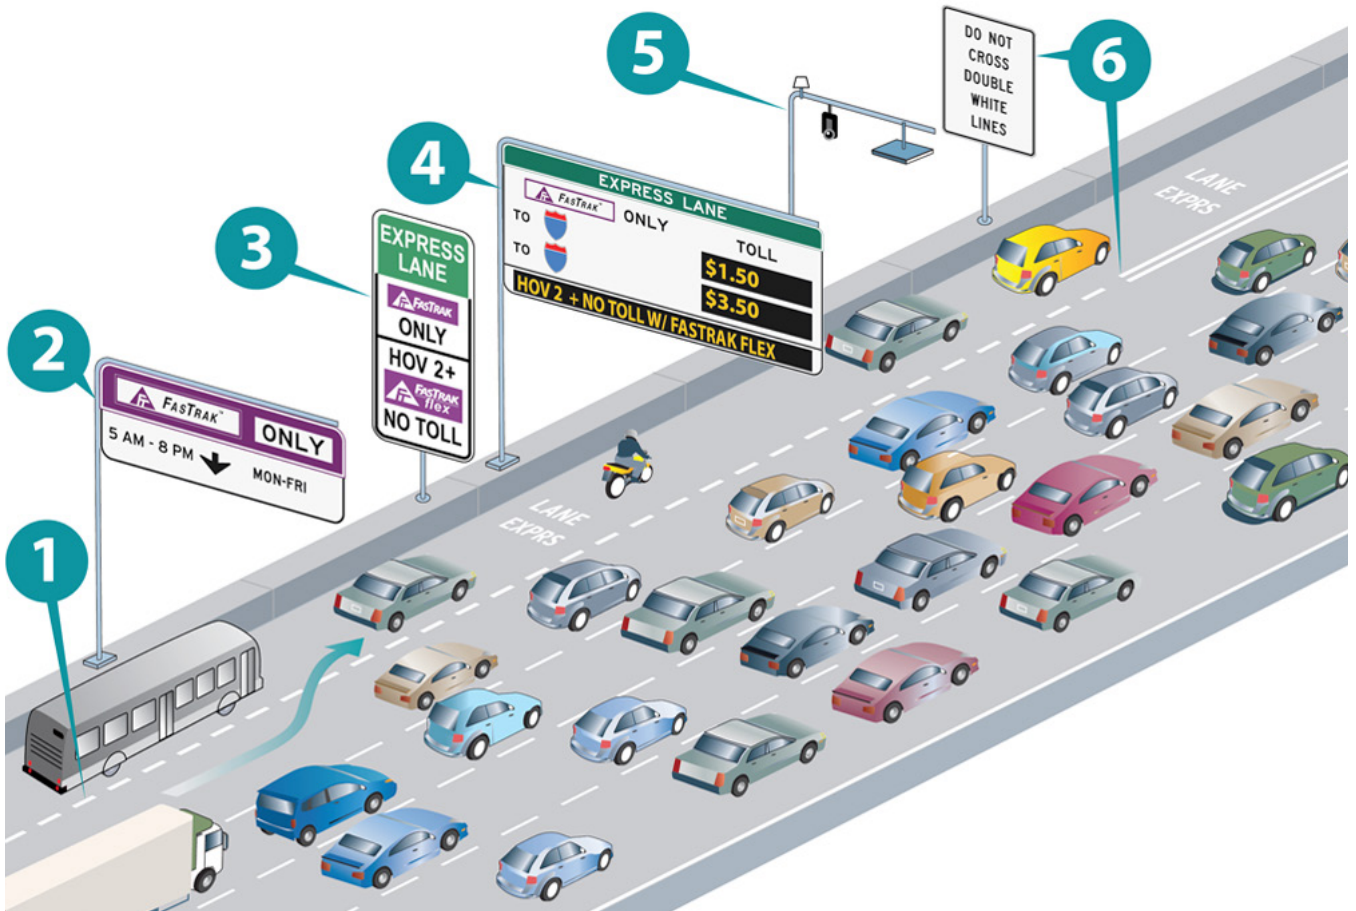 1
2
FASTRAK™
ONLY
5 AM - 8 PM
MON-FRI
3
EXPRESS
LANE
FASTRAK
ONLY
HOV 2+
FASTRAK
flex
NO TOLL
4
EXPRESS LANE
FASTRAK™ ONLY
TO
TO
TOLL
$1.50
$3.50
HOV 2 + NO TOLL W/ FASTRAK FLEX
5
6
DO NOT
CROSS
DOUBLE
WHITE
LINES
LANE
EXPRS
LANE
EXPRS